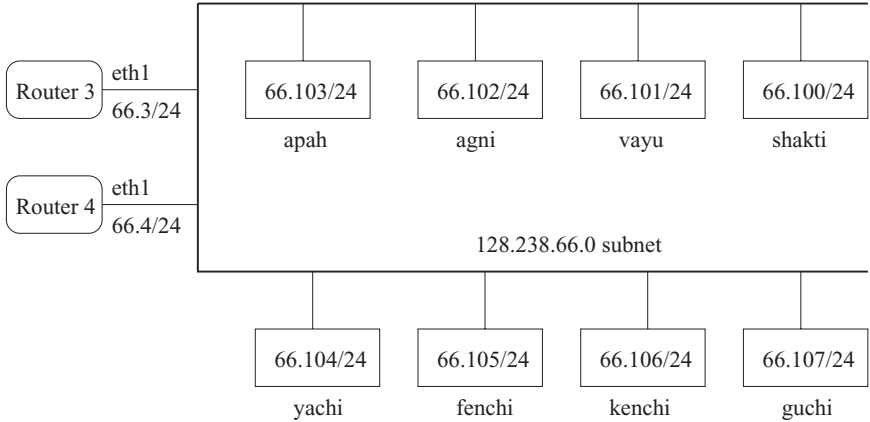 eth1
Router 3
66.3/24
66.103/24
66.102/24
66.101/24
66.100/24
apah
agni
vayu
shakti
eth1
Router 4
66.4/24
128.238.66.0 subnet
66.104/24
66.105/24
66.106/24
66.107/24
yachi
fenchi
kenchi
guchi